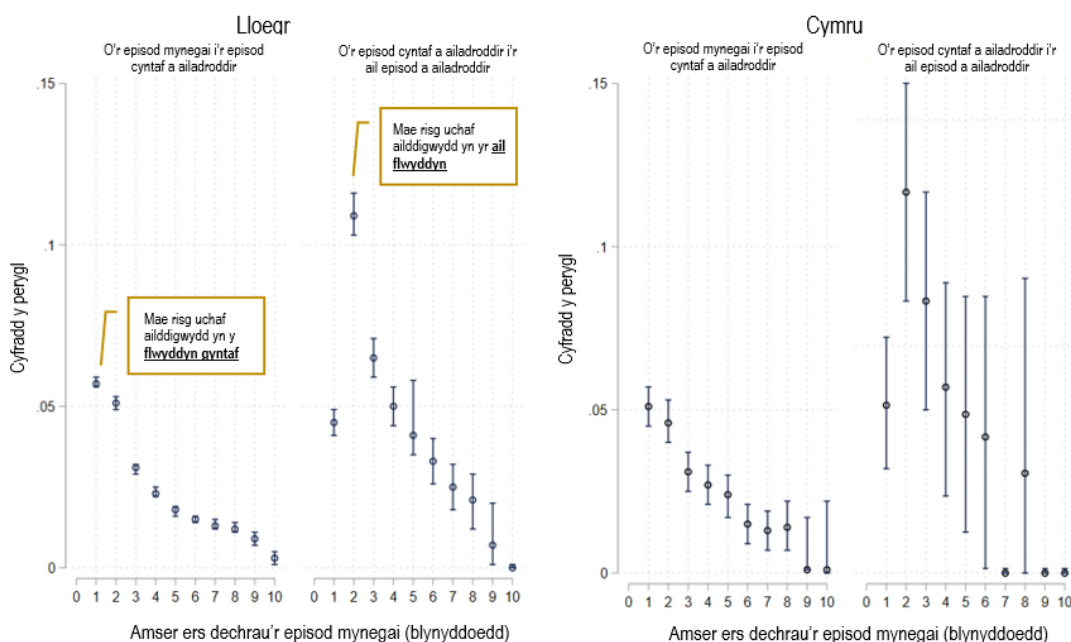 Lloegr
O'r episod mynegai i'r episod
cyntaf a ailadroddir
O'r episod cyntaf a ailadroddir i'r
ail episod a ailadroddir
.15
.1
.05
0
Cyfradd y perygl
Mae risg uchaf
ailddigwydd yn y
flwyddyn gyntaf
Mae risg uchaf
ailddigwydd yn yr ail
flwyddyn
0 1 2 3 4 5 6 7 8 9 10
0 1 2 3 4 5 6 7 8 9 10
Amser ers dechrau'r episod mynegai (blynyddoedd)
Cymru
O'r episod mynegai i'r episod
cyntaf a ailadroddir
O'r episod cyntaf a ailadroddir i'r
ail episod a ailadroddir
.15
.1
.05
0
Cyfradd y perygl
0 1 2 3 4 5 6 7 8 9 10
0 1 2 3 4 5 6 7 8 9 10
Amser ers dechrau'r episod mynegai (blynyddoedd)